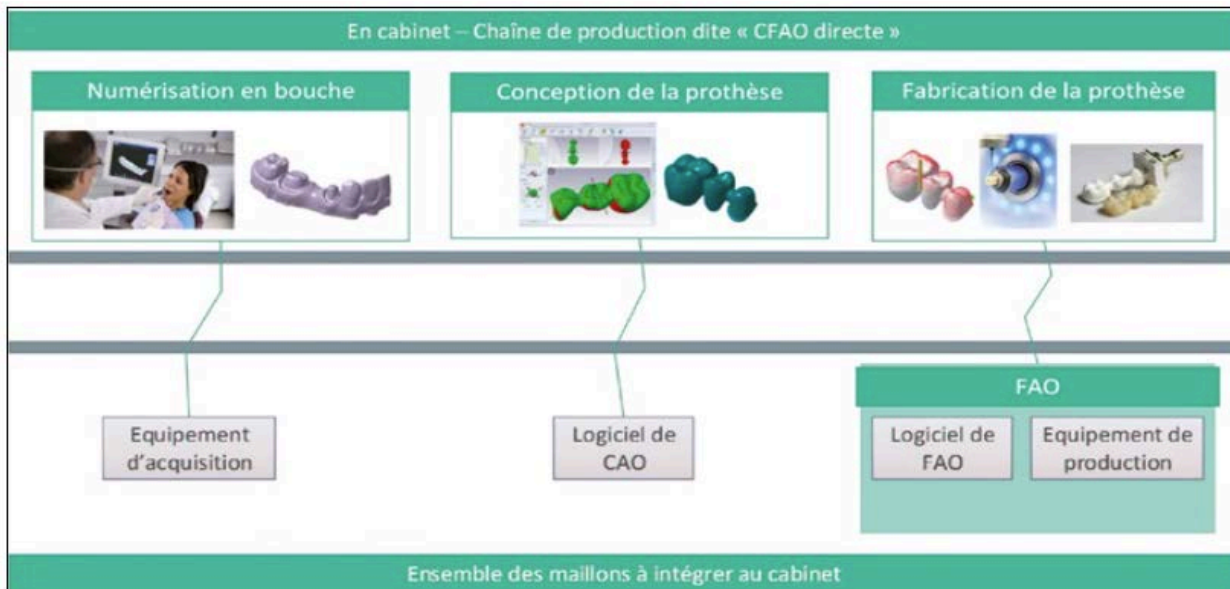 En cabinet – Chaîne de production dite « CFAO directe »
Numérisation en bouche
Conception de la prothèse
Fabrication de la prothèse
FAO
Equipement
d'acquisition
Logiciel de
CAO
Logiciel de
FAO
Equipement de
production
Ensemble des maillons à intégrer au cabinet